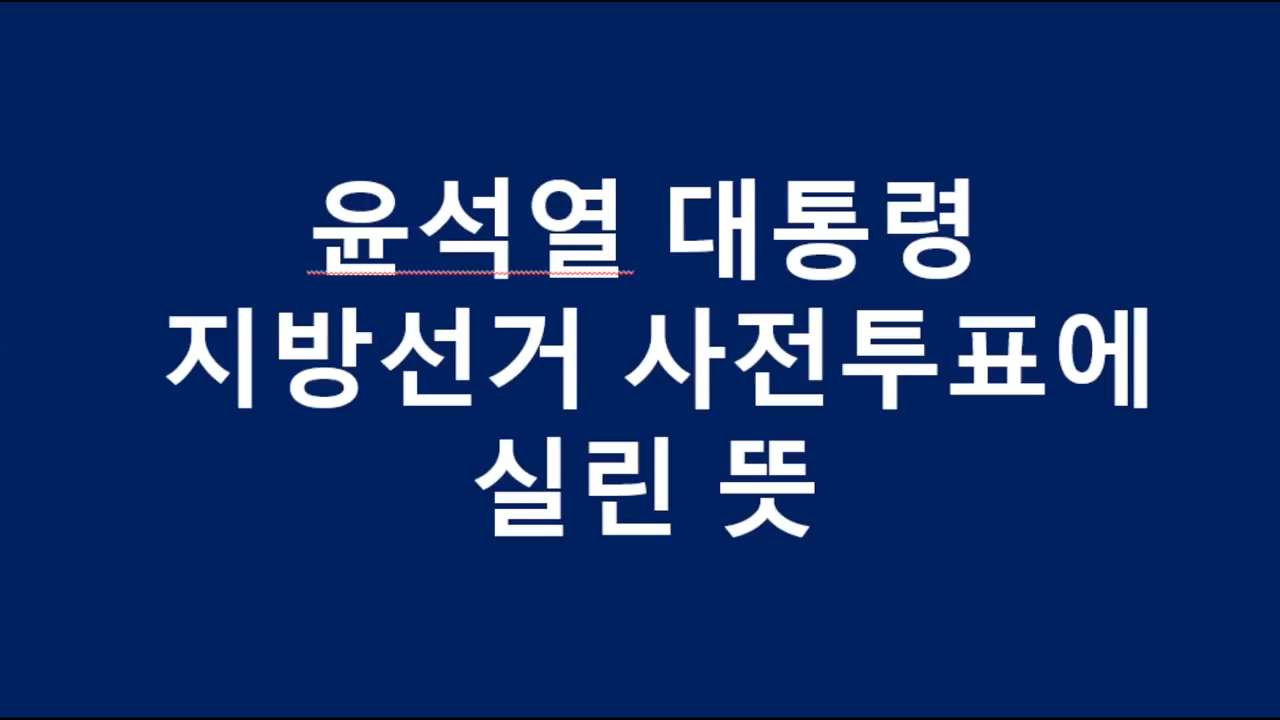 윤석열 대통령
지방선거 사전투표에
실린 뜻